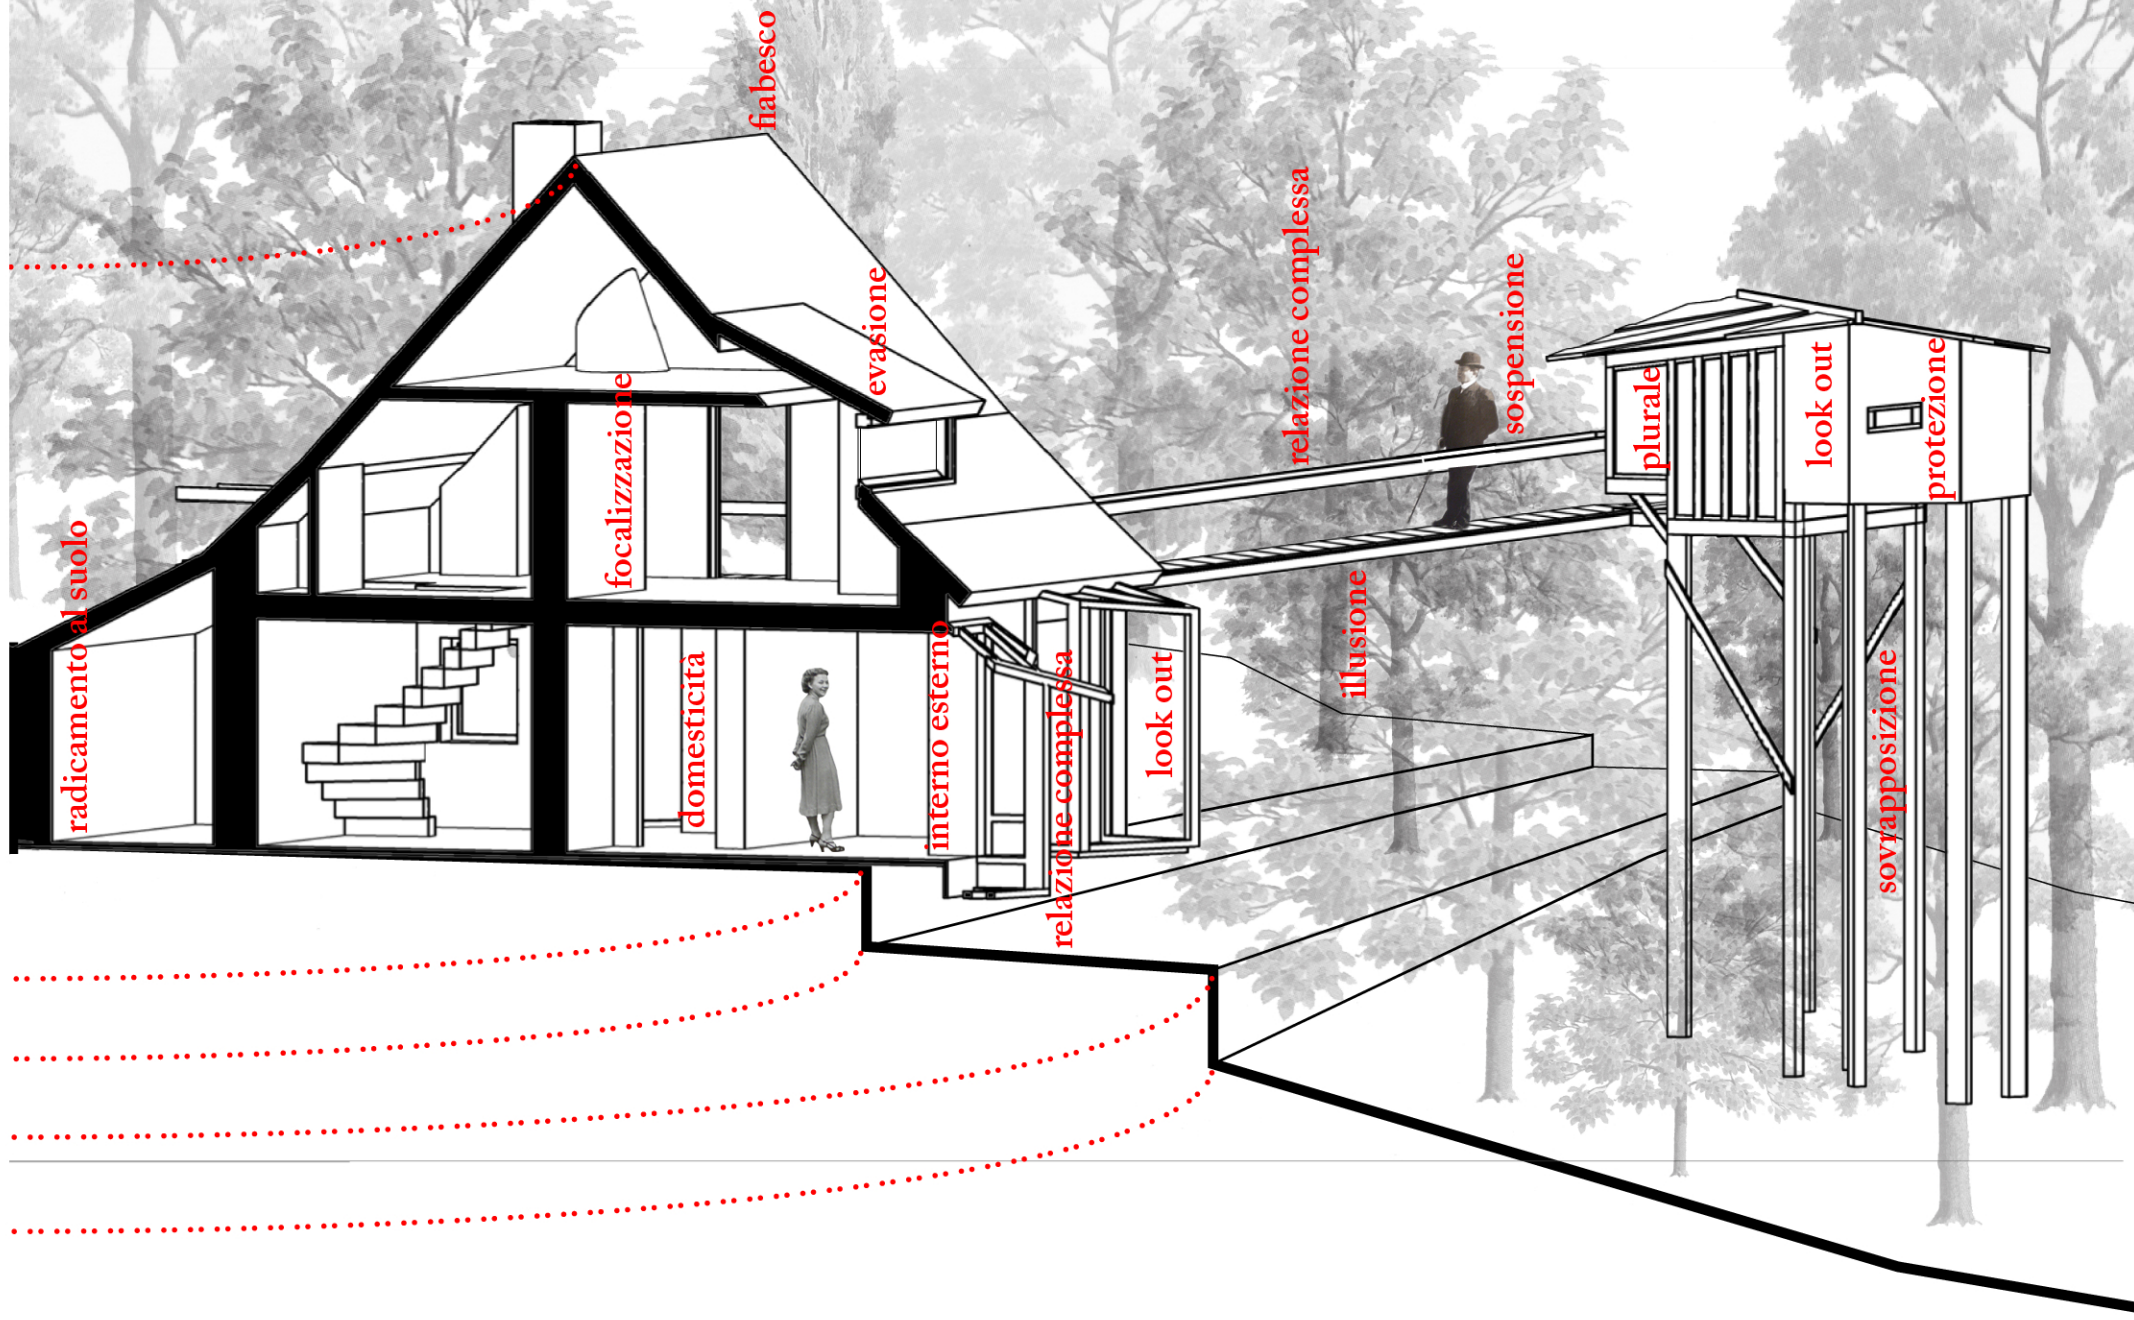 radicamento al suolo
focalizzazione
domesticità
fiabesco
evasione
interno esterno
relazione complessa
look out
relazione complessa
illusione
sospensione
plurale
look out
sovrapposizione
protezione